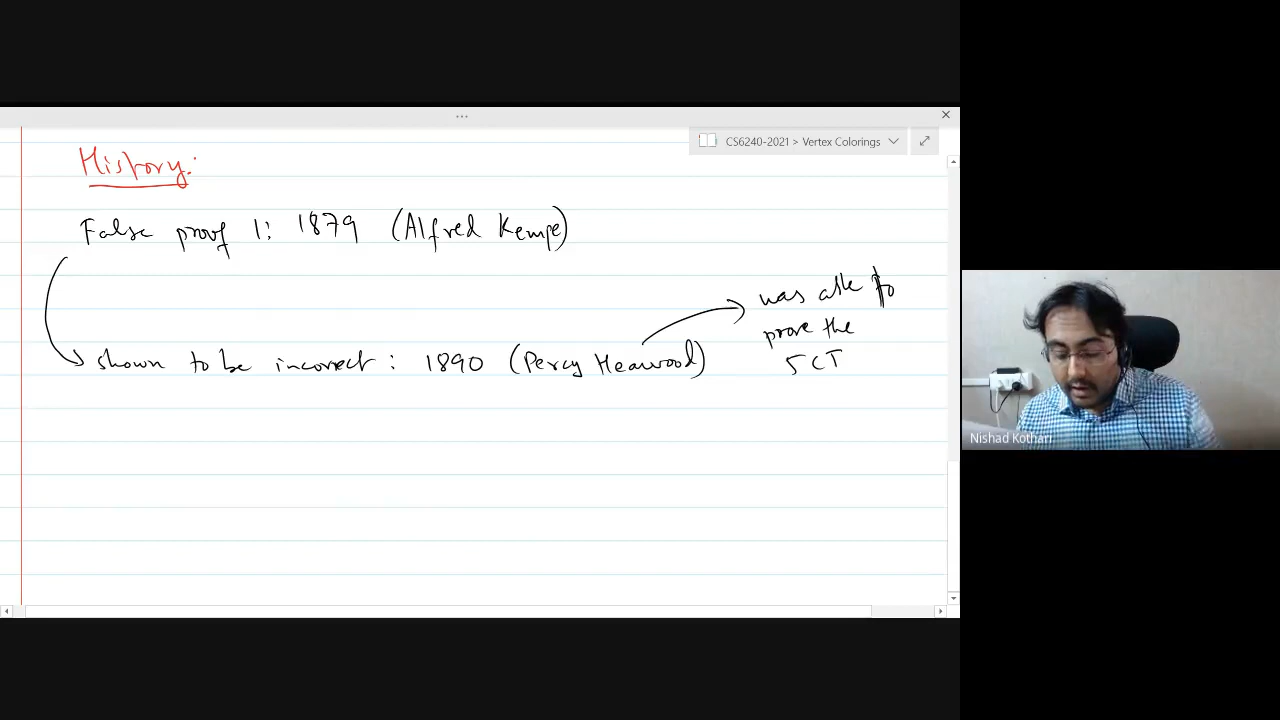 CS6240-2021 > Vertex Colorings
History:
False proof 1: 1879 (Alfred Kempe)
was able to
prove the
5CT
shown to be incorrect : 1890 (Percy Heawood)
Nishad Kothari